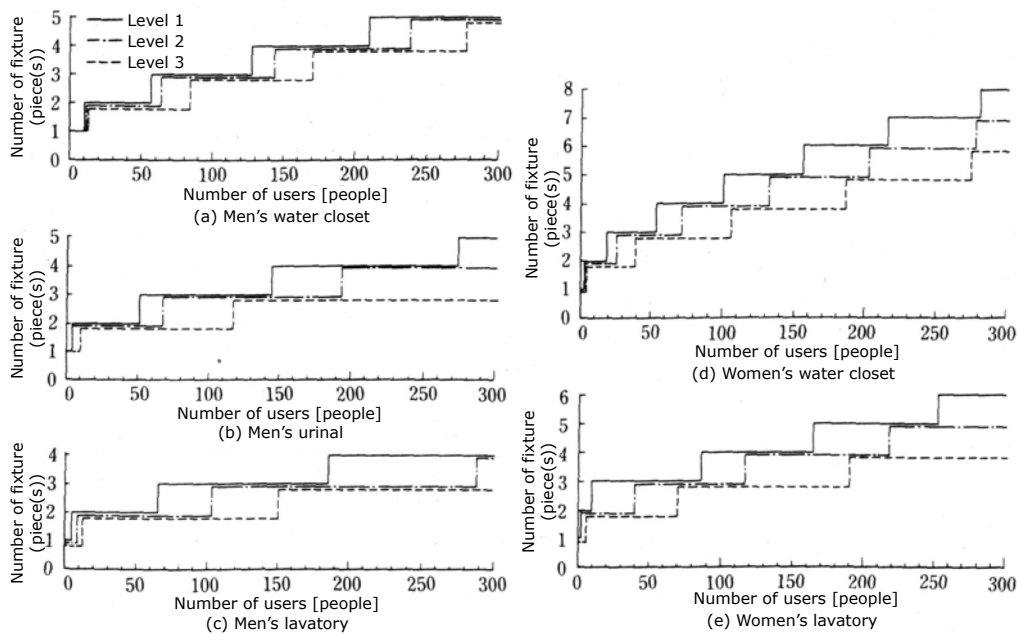 Number of fixture
(piece(s))
5
4
3
2
1
0
Level 1
Level 2
Level 3
50
100
150
200
250
300
Number of users [people]
(a) Men's water closet
Number of fixture
(piece(s))
5
4
3
2
1
0
0
50
100
150
200
250
300
Number of users [people]
(b) Men's urinal
Number of fixture
(piece(s))
4
3
2
1
0
0
50
100
150
200
250
300
Number of users [people]
(c) Men's lavatory
Number of fixture
(piece(s))
8
7
6
5
4
3
2
1
0
0
50
100
150
200
250
300
Number of users [people]
(d) Women's water closet
Number of fixture
(piece(s))
6
5
4
3
2
1
0
0
50
100
150
200
250
300
Number of users [people]
(e) Women's lavatory